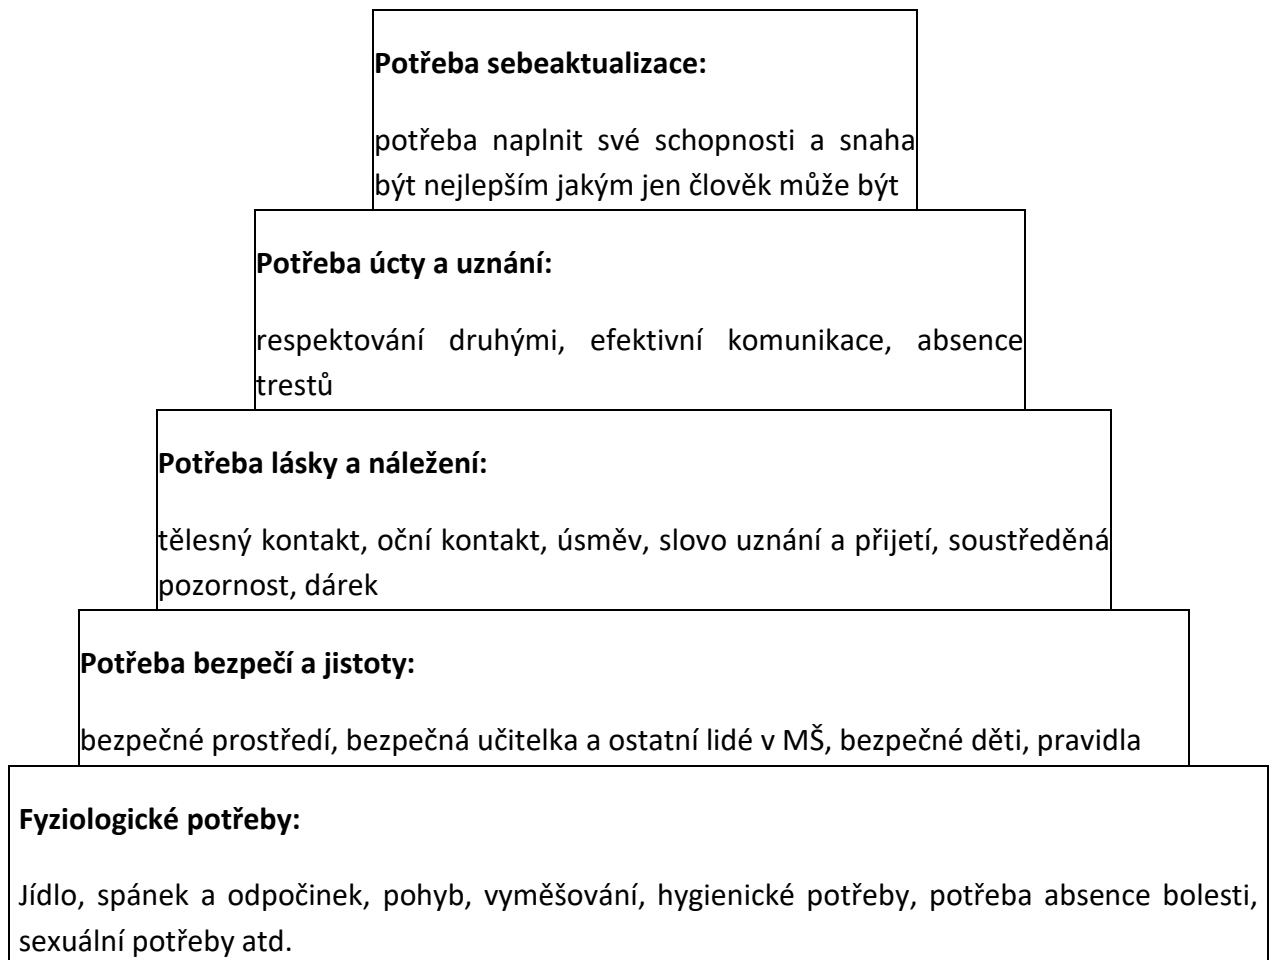 Potřeba sebeaktualizace:
potřeba naplnit své schopnosti a snaha
být nejlepším jakým jen člověk může být
Potřeba úcty a uznání:
respektování druhými, efektivní komunikace, absence
trestů
Potřeba lásky a náležení:
tělesný kontakt, oční kontakt, úsměv, slovo uznání a přijetí, soustředěná
pozornost, dárek
Potřeba bezpečí a jistoty:
bezpečné prostředí, bezpečná učitelka a ostatní lidé v MŠ, bezpečné děti, pravidla
Fyziologické potřeby:
Jídlo, spánek a odpočinek, pohyb, vyměšování, hygienické potřeby, potřeba absence bolesti,
sexuální potřeby atd.